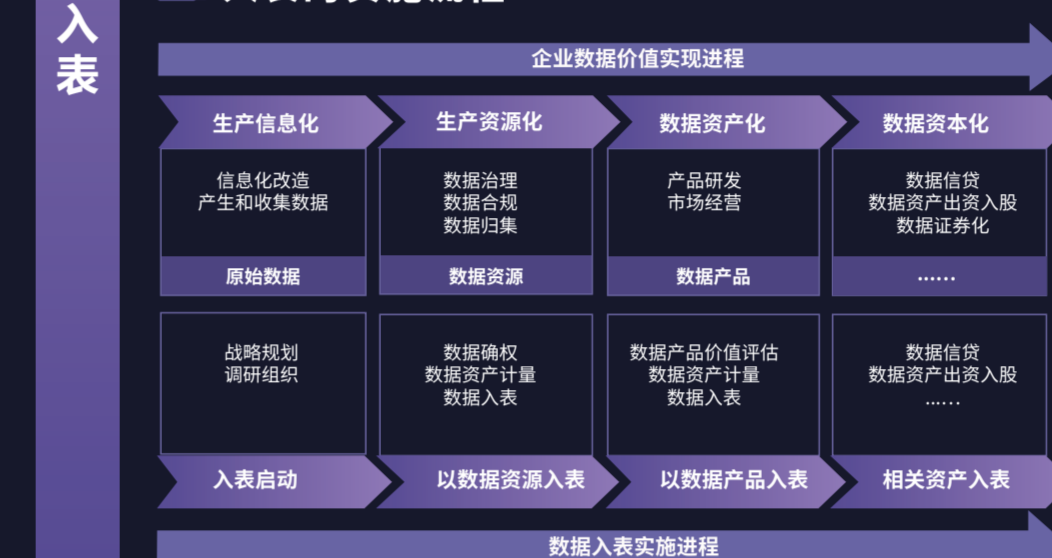 入
表
企业数据价值实现进程
生产信息化
生产资源化
数据资产化
数据资本化
信息化改造
产生和收集数据
数据治理
数据合规
数据归集
产品研发
市场经营
数据信贷
数据资产出资入股
数据证券化
原始数据
数据资源
数据产品
……
战略规划
调研组织
数据确权
数据资产计量
数据入表
数据产品价值评估
数据资产计量
数据入表
数据信贷
数据资产出资入股
……
入表启动
以数据资源入表
以数据产品入表
相关资产入表
数据入表实施进程